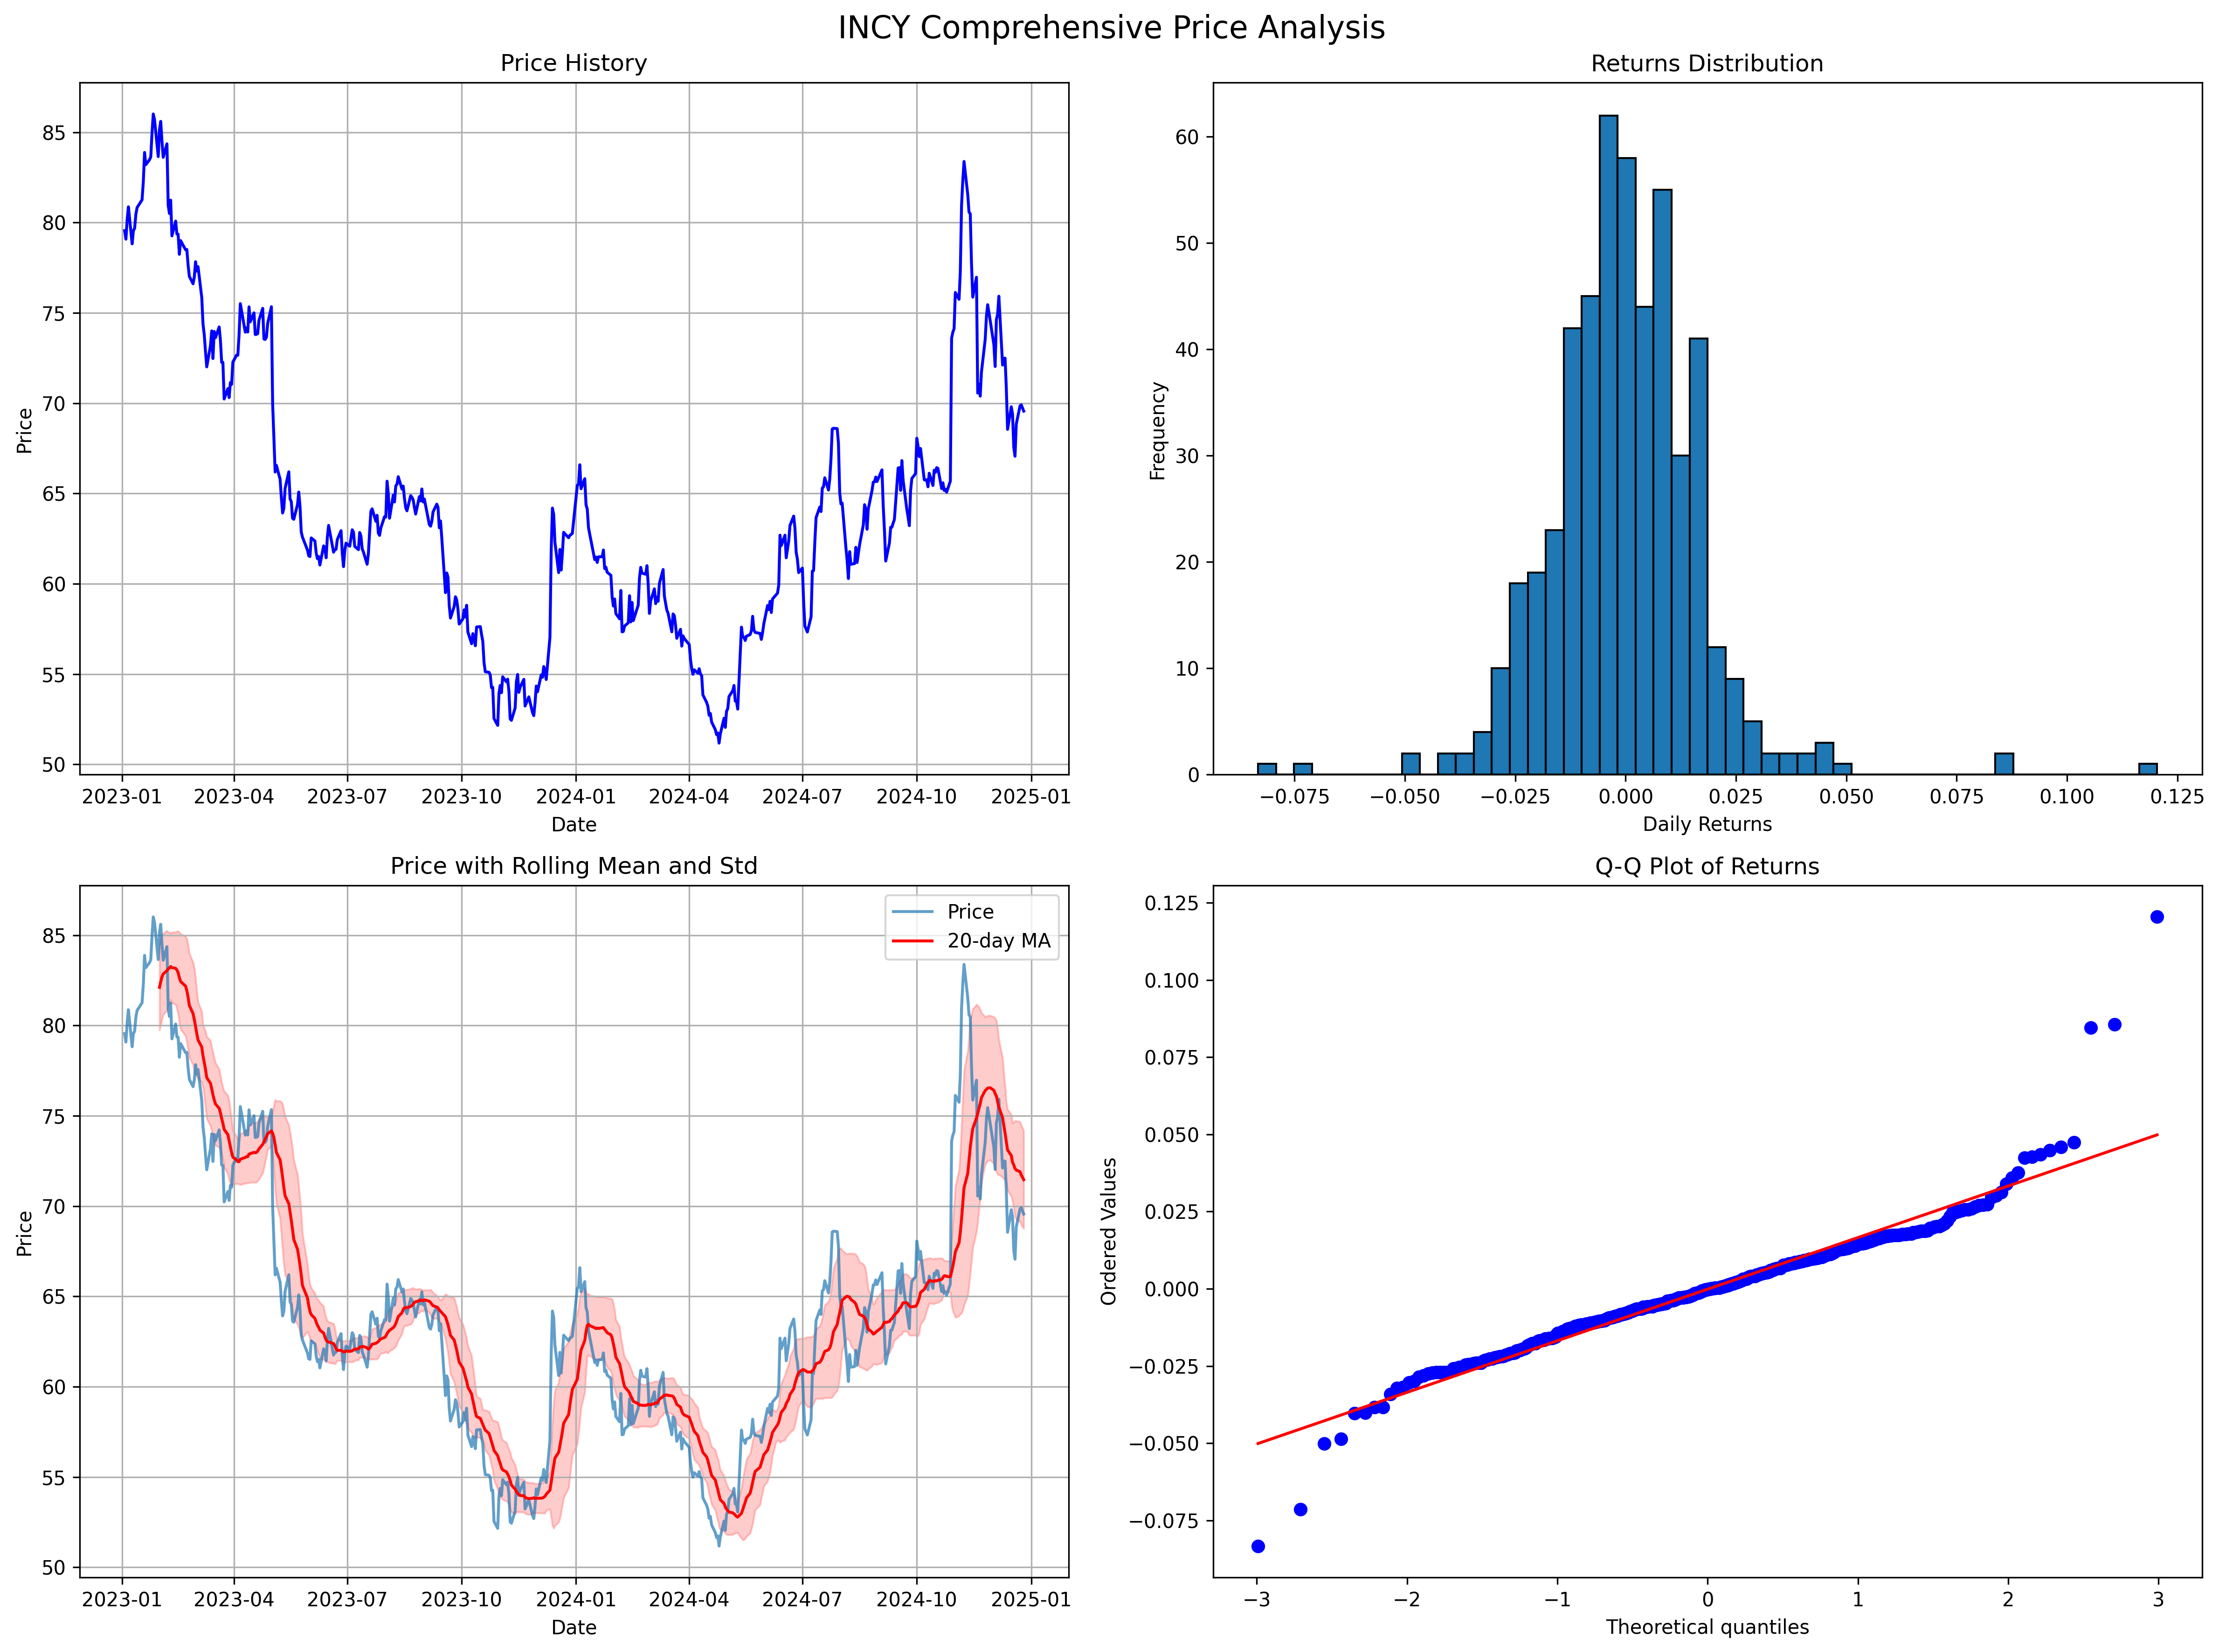 INCY Comprehensive Price Analysis
Price History
85
80
75
70
65
60
55
50
Price
2023-01 2023-04 2023-07 2023-10 2024-01 2024-04 2024-07 2024-10 2025-01
Date
Returns Distribution
60
50
40
30
20
10
0
Frequency
−0.075 −0.050 −0.025 0.000 0.025 0.050 0.075 0.100 0.125
Daily Returns
Price with Rolling Mean and Std
Price
20-day MA
85
80
75
70
65
60
55
50
Price
2023-01 2023-04 2023-07 2023-10 2024-01 2024-04 2024-07 2024-10 2025-01
Date
Q-Q Plot of Returns
0.125
0.100
0.075
0.050
0.025
0.000
−0.025
−0.050
−0.075
Ordered Values
−3 −2 −1 0 1 2 3
Theoretical quantiles